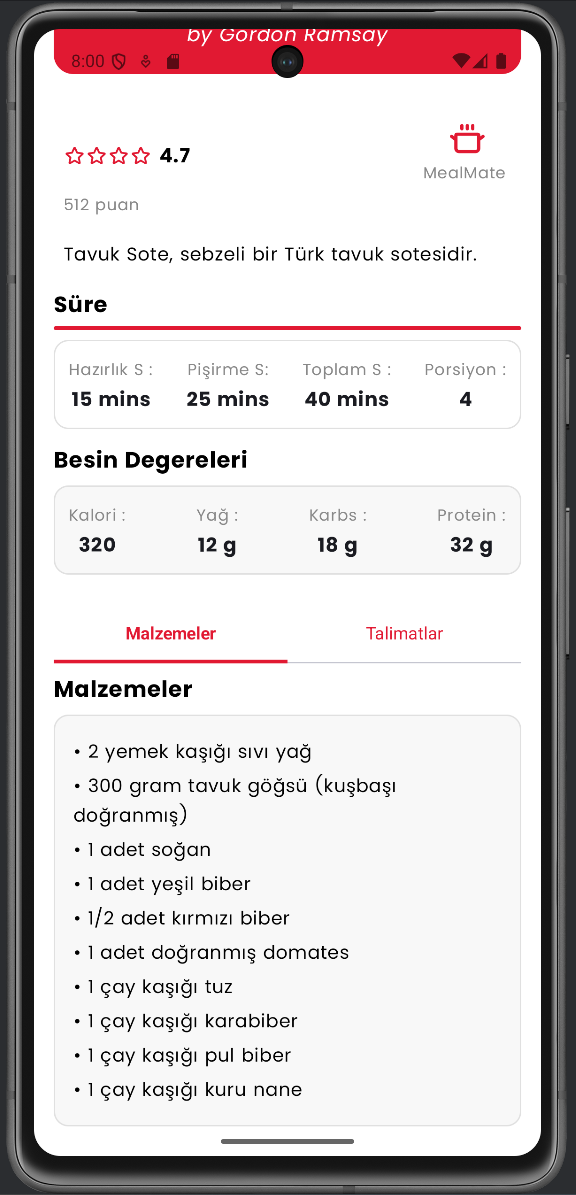 by Gordon Ramsay
8:00
4.7
MealMate
512 puan
Tavuk Sote, sebzeli bir Türk tavuk sotesidir.
Süre
Hazırlık S : Pişirme S: Toplam S : Porsiyon :
15 mins 25 mins 40 mins 4
Besin Degereleri
Kalori : Yağ : Karbs : Protein :
320 12 g 18 g 32 g
Malzemeler Talimatlar
Malzemeler
• 2 yemek kaşığı sıvı yağ
• 300 gram tavuk göğsü (kuşbaşı
doğranmış)
• 1 adet soğan
• 1 adet yeşil biber
• 1/2 adet kırmızı biber
• 1 adet doğranmış domates
• 1 çay kaşığı tuz
• 1 çay kaşığı karabiber
• 1 çay kaşığı pul biber
• 1 çay kaşığı kuru nane